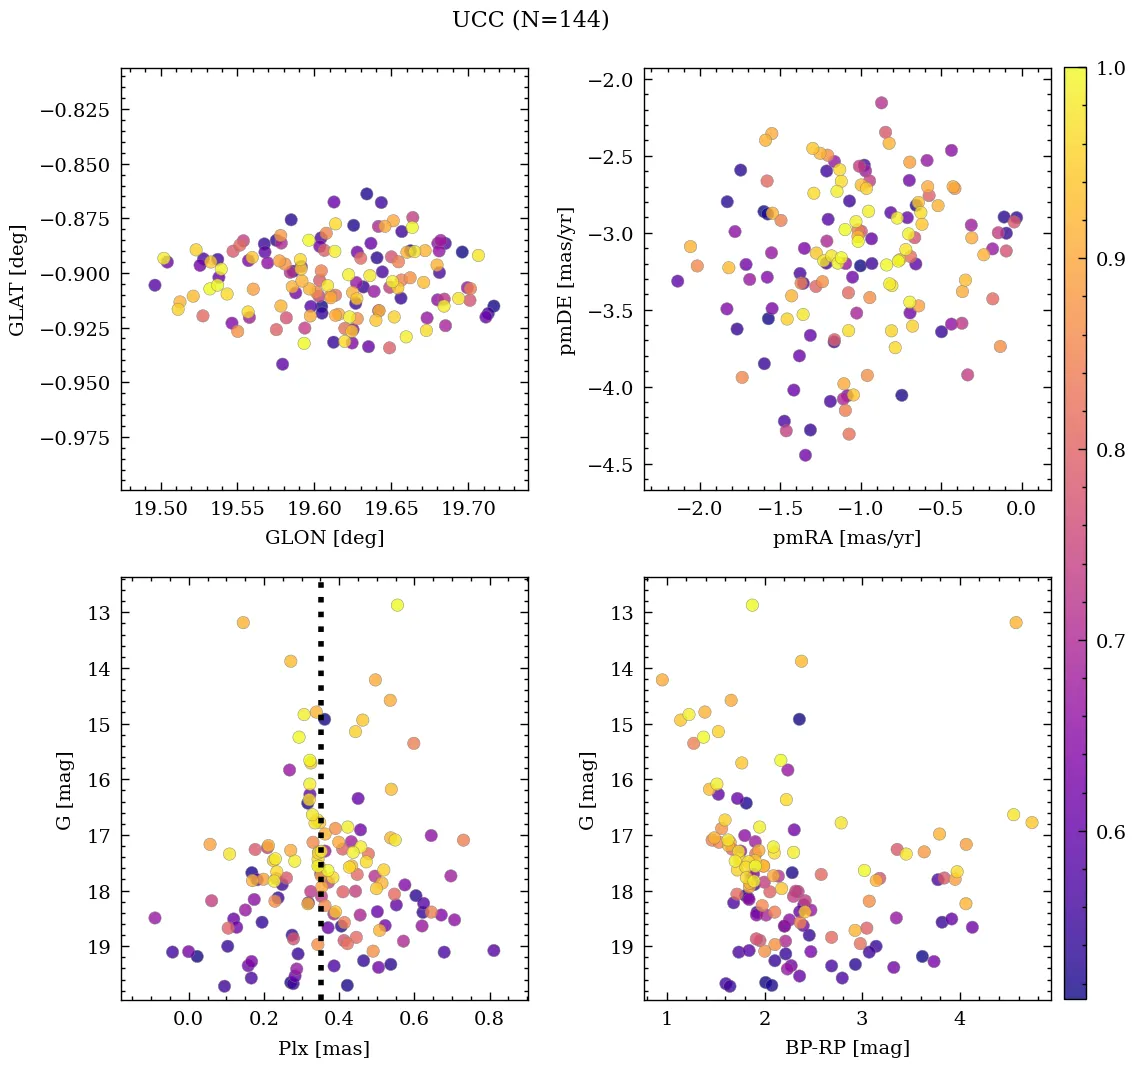 UCC (N=144)
−0.825
−0.850
−0.875
−0.900
−0.925
−0.950
−0.975
GLAT [deg]
19.50 19.55 19.60 19.65 19.70
GLON [deg]
−2.0
−2.5
−3.0
−3.5
−4.0
−4.5
pmDE [mas/yr]
−2.0 −1.5 −1.0 −0.5 0.0
pmRA [mas/yr]
1.0
0.9
0.8
0.7
0.6
13
14
15
16
17
18
19
G [mag]
0.0 0.2 0.4 0.6 0.8
Plx [mas]
13
14
15
16
17
18
19
G [mag]
1 2 3 4
BP-RP [mag]